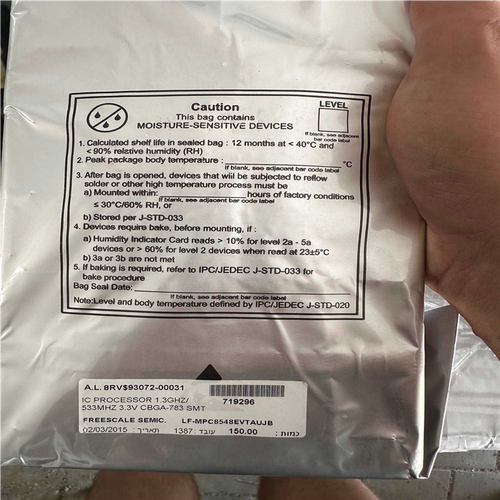 Caution
This bag contains
MOISTURE-SENSITIVE DEVICES
LEVEL
If blank, see adjacent
bar code label
1. Calculated shelf life in sealed bag : 12 months at < 40°C and
< 90% relstive humidity (RH)
2. Peak package body temperature : °C
If blank, see adjacent bar code label
3. After bag is opened, devices that wiil be subjected to reflow
solder or other high temperature process must be
a) Mounted within: hours of factory conditions
If blank, see adjacent bar code label
≤ 30°C/60% RH, or
b) Stored per J-STD-033
4. Devices require bake, before mounting, if :
a) Humidity Indicator Card reads > 10% for level 2a - 5a
devices or > 60% for level 2 devices when read at 23±5°C
b) 3a or 3b are not met
5. If baking is required, refer to IPC/JEDEC J-STD-033 for
bake procedure
Bag Seal Date:
If blank, see adjacent bar code label
Note:Level and body temperature defined by IPC/JEDEC J-STD-020
A.L. 8RV$93072-00031
719296
IC PROCESSOR 1.3GHZ/
533MHZ 3.3V CBGA-783 SMT
FREESCALE SEMIC. LF-MPC8548EVTAUJB
02/03/2015 תאריך: עובד: 1387 150.00 כמות: